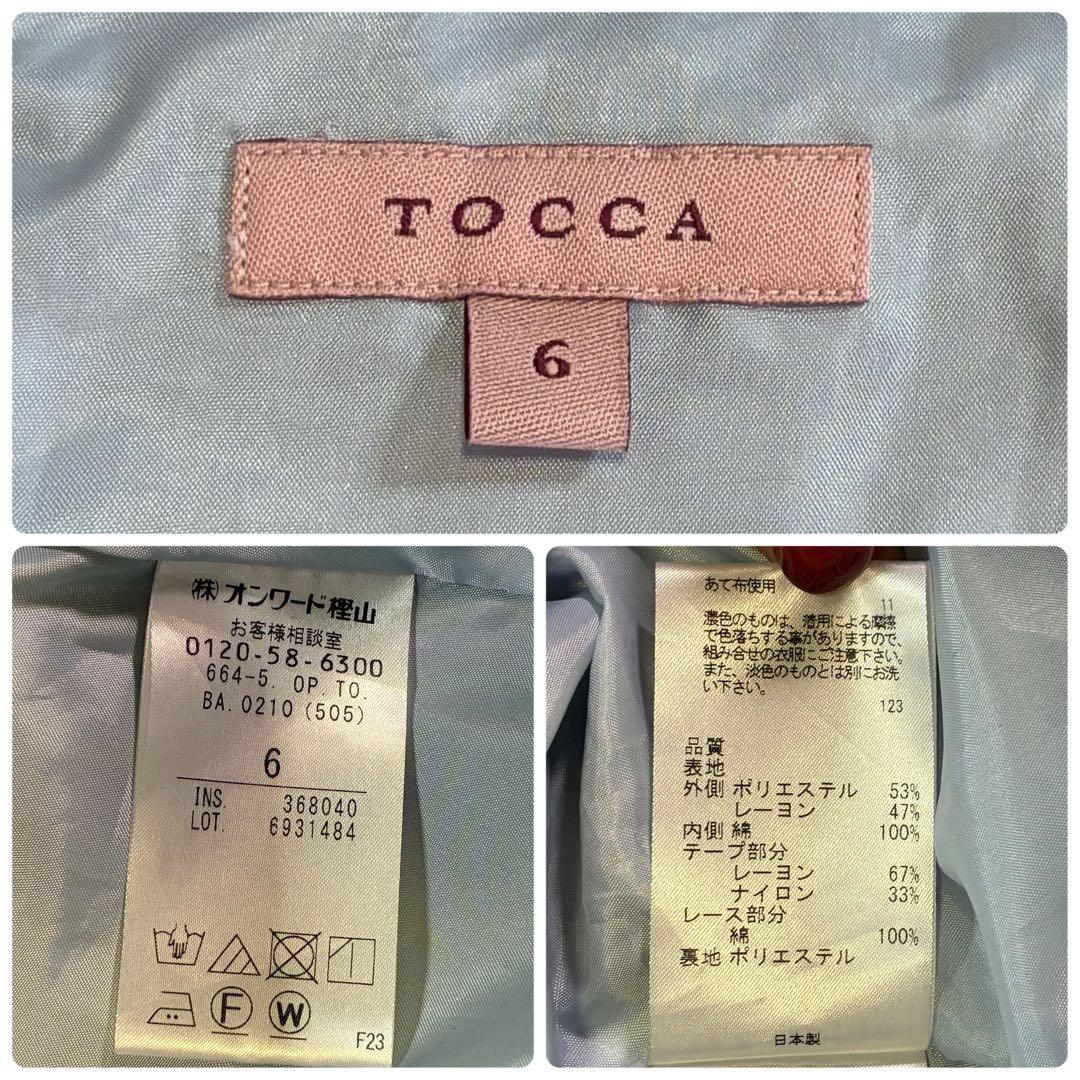 TOCCA
6
㈱オンワード樫山
お客様相談室
0120-58-6300
664-5. OP. TO.
BA. 0210 (505)
6
INS. 368040
LOT. 6931484
F
W
F23
あて布使用
11
濃色のものは、着用による摩擦
で色落ちする事がありますので、
組み合せの衣服にご注意下さい。
また、淡色のものとは別にお洗
い下さい。
123
品質
表地
外側 ポリエステル 53%
レーヨン 47%
内側 綿 100%
テープ部分
レーヨン 67%
ナイロン 33%
レース部分
綿 100%
裏地 ポリエステル
日本製